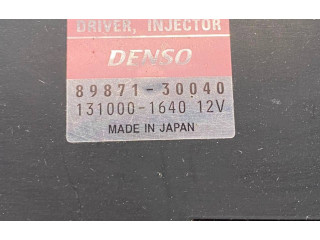 DRIVER, INJECTOR
DENSO
89871-30040
131000-1640 12V
MADE IN JAPAN